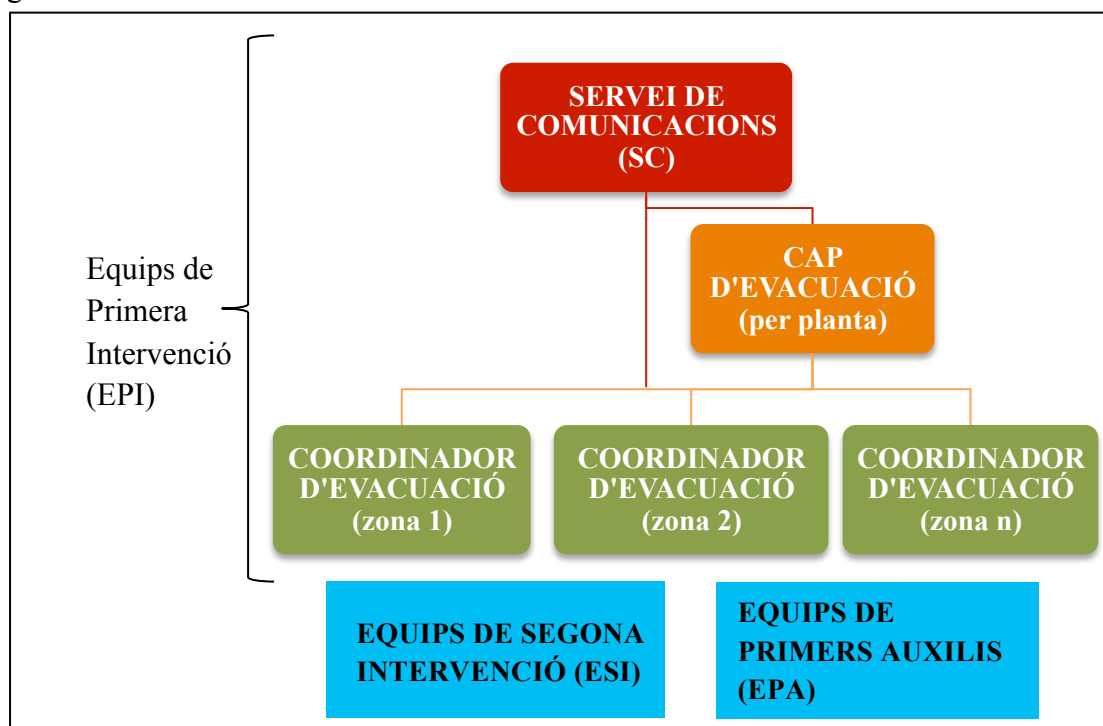 SERVEI DE
COMUNICACIONS
(SC)
CAP
D'EVACUACIÓ
(per planta)
Equips de
Primera
Intervenció
(EPI)
COORDINADOR
D'EVACUACIÓ
(zona 1)
COORDINADOR
D'EVACUACIÓ
(zona 2)
COORDINADOR
D'EVACUACIÓ
(zona n)
EQUIPS DE SEGONA
INTERVENCIÓ (ESI)
EQUIPS DE
PRIMERS AUXILIS
(EPA)